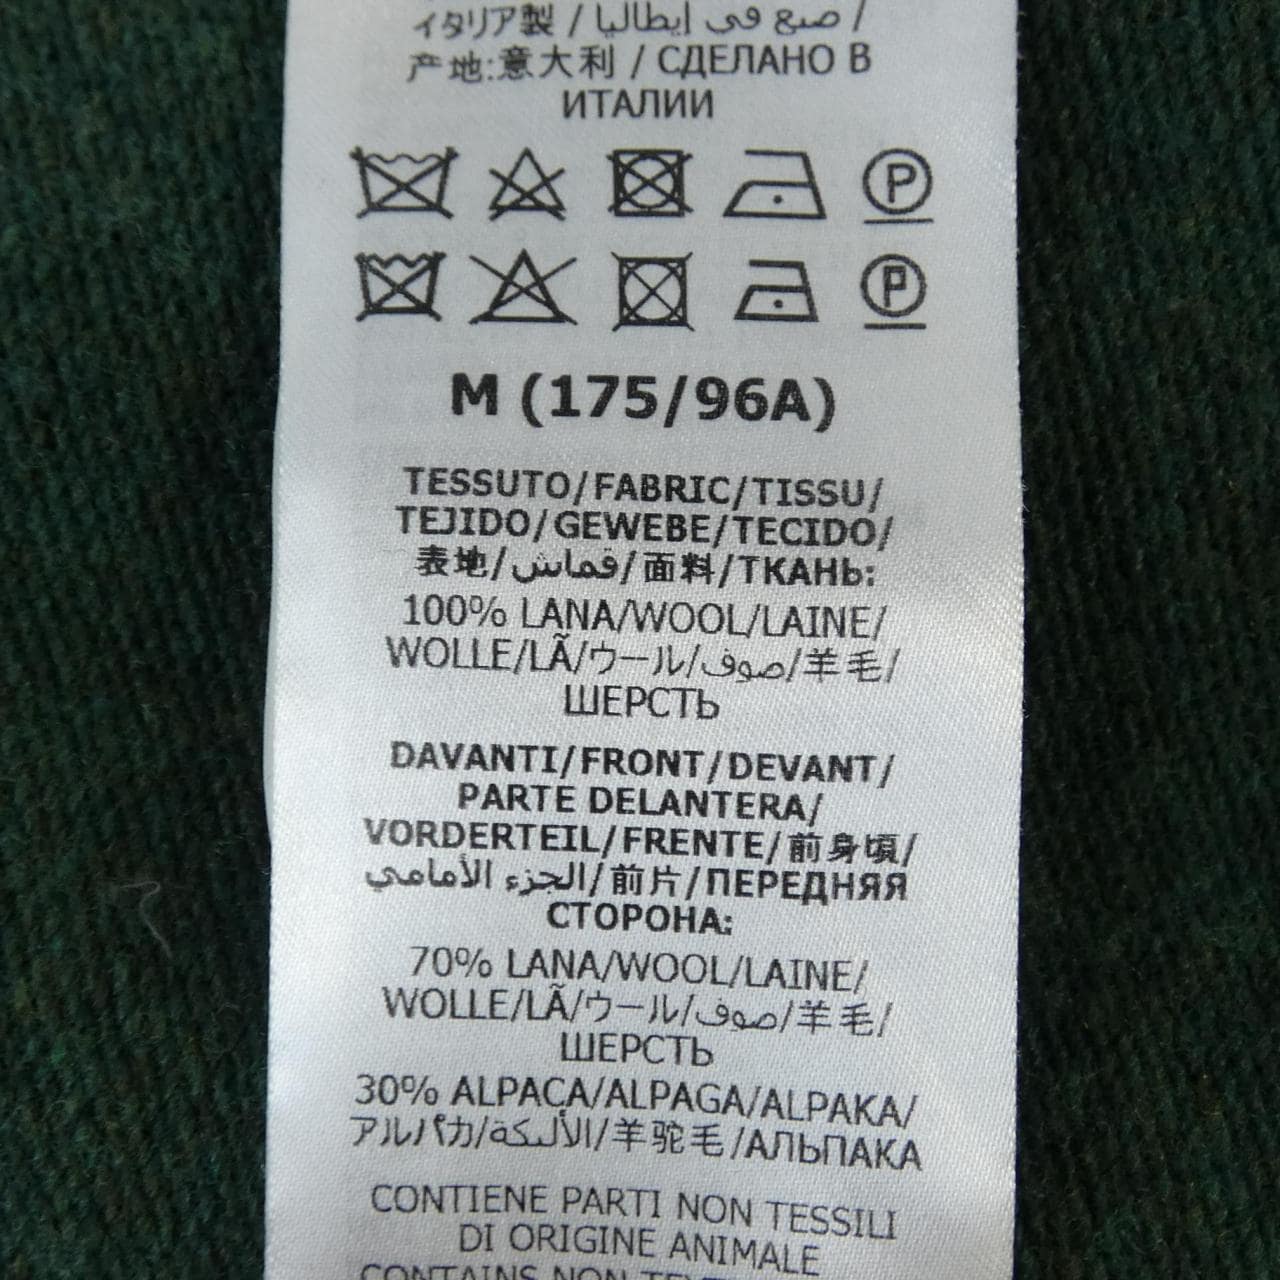 イタリア製 / صنع في إيطاليا /
产地:意大利 / СДЕЛАНО В
ИТАЛИИ
P
P
M (175/96A)
TESSUTO/FABRIC/TISSU/
TEJIDO/GEWEBE/TECIDO/
表地/قماش/面料/ТКАНЬ:
100% LANA/WOOL/LAINE/
WOLLE/LÃ/ウール/صوف/羊毛/
ШЕРСТЬ
DAVANTI/FRONT/DEVANT/
PARTE DELANTERA/
VORDERTEIL/FRENTE/前身頃/
الجزء الأمامي/前片/ПЕРЕДНЯЯ
СТОРОНА:
70% LANA/WOOL/LAINE/
WOLLE/LÃ/ウール/صوف/羊毛/
ШЕРСТЬ
30% ALPACA/ALPAGA/ALPAKA/
アルパカ/الألبكة/羊驼毛/АЛЬПАКА
CONTIENE PARTI NON TESSILI
DI ORIGINE ANIMALE
CONTAINS NON